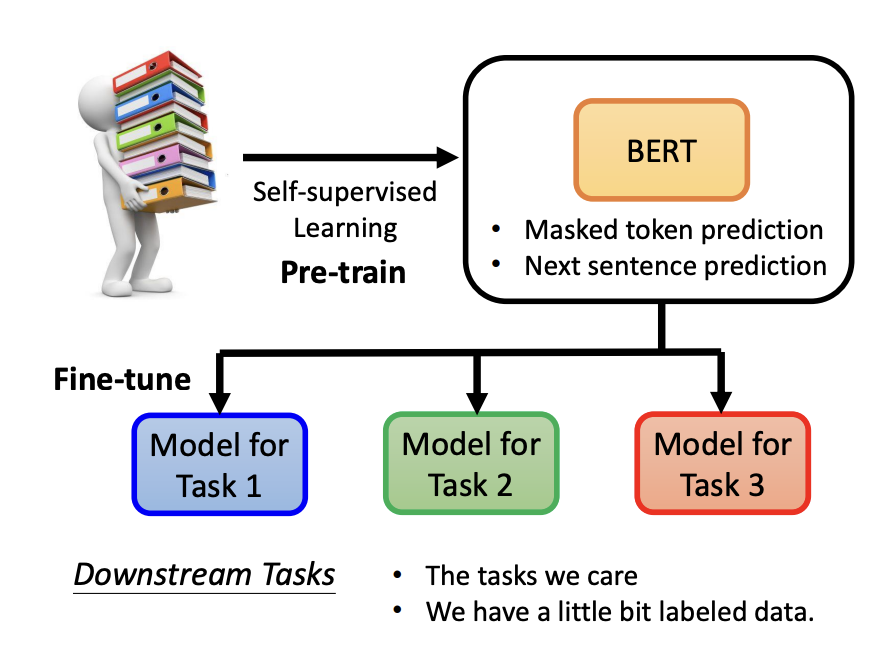 BERT
Self-supervised
Learning
Pre-train
• Masked token prediction
• Next sentence prediction
Fine-tune
Model for
Task 1
Model for
Task 2
Model for
Task 3
Downstream Tasks
• The tasks we care
• We have a little bit labeled data.